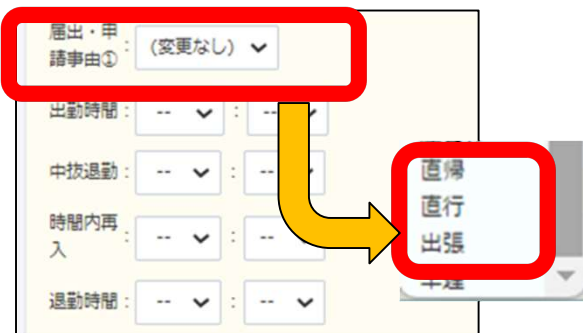 届出・申
請事由① : (変更なし)
出勤時間 : -- : --
中抜退勤 : -- : --
時間内再
入 : -- : --
退勤時間 : -- : --
直帰
直行
出張